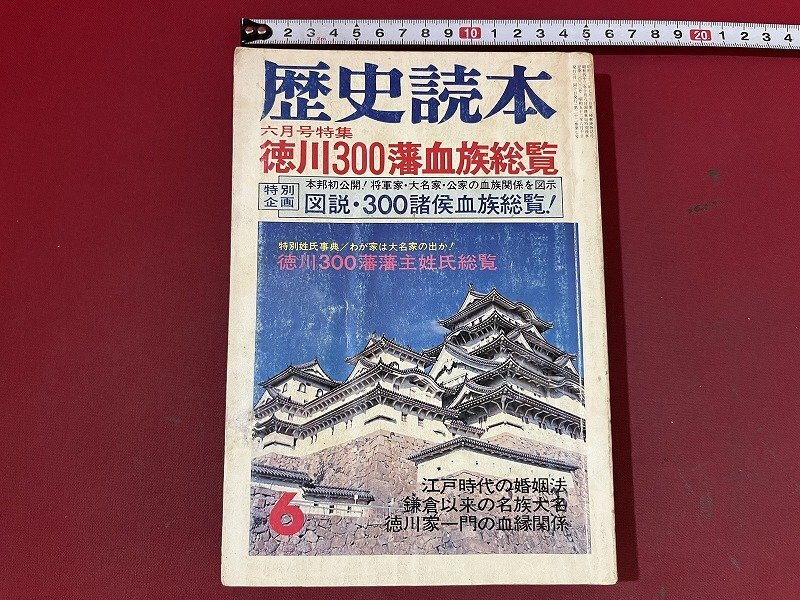 歴史読本
六月号特集
徳川300藩血族総覧
特別企画
本邦初公開!将軍家・大名家・公家の血族関係を図示
図説・300諸侯血族総覧!
特別姓氏事典/わが家は大名家の出か!
徳川300藩藩主姓氏総覧
江戸時代の婚姻法
鎌倉以来の名族大名
徳川家一門の血縁関係
6